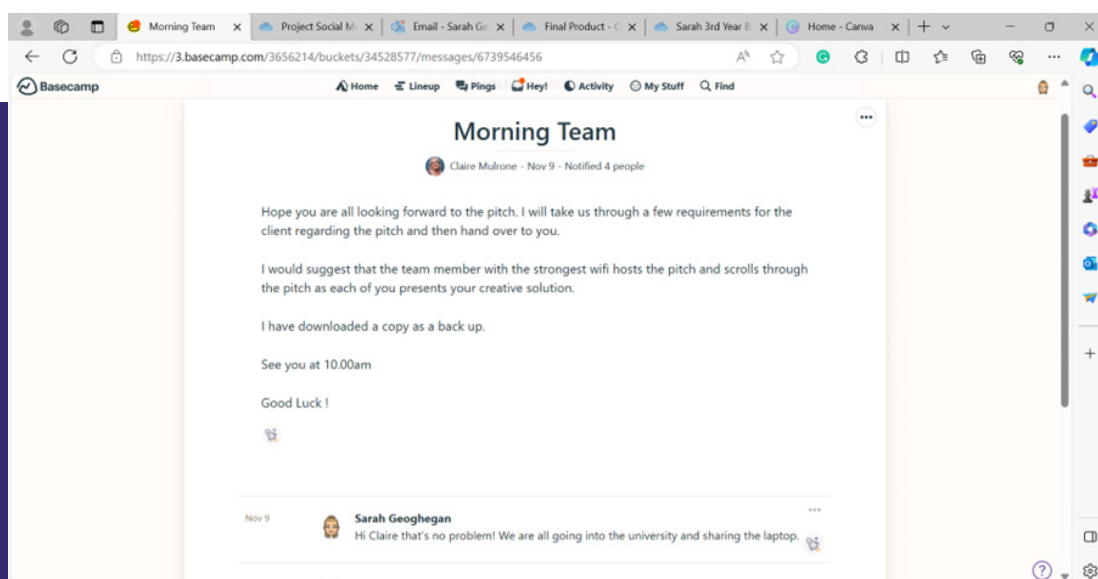 Morning Team
Project Social M
Email - Sarah Ge
Final Product - C
Sarah 3rd Year B
Home - Canva
https://3.basecamp.com/3656214/buckets/34528577/messages/6739546456
Basecamp
Home
Lineup
Pings
Hey!
Activity
My Stuff
Find
Morning Team
Claire Mulrone - Nov 9 - Notified 4 people
Hope you are all looking forward to the pitch. I will take us through a few requirements for the
client regarding the pitch and then hand over to you.
I would suggest that the team member with the strongest wifi hosts the pitch and scrolls through
the pitch as each of you presents your creative solution.
I have downloaded a copy as a back up.
See you at 10.00am
Good Luck !
Nov 9
Sarah Geoghegan
Hi Claire that's no problem! We are all going into the university and sharing the laptop.